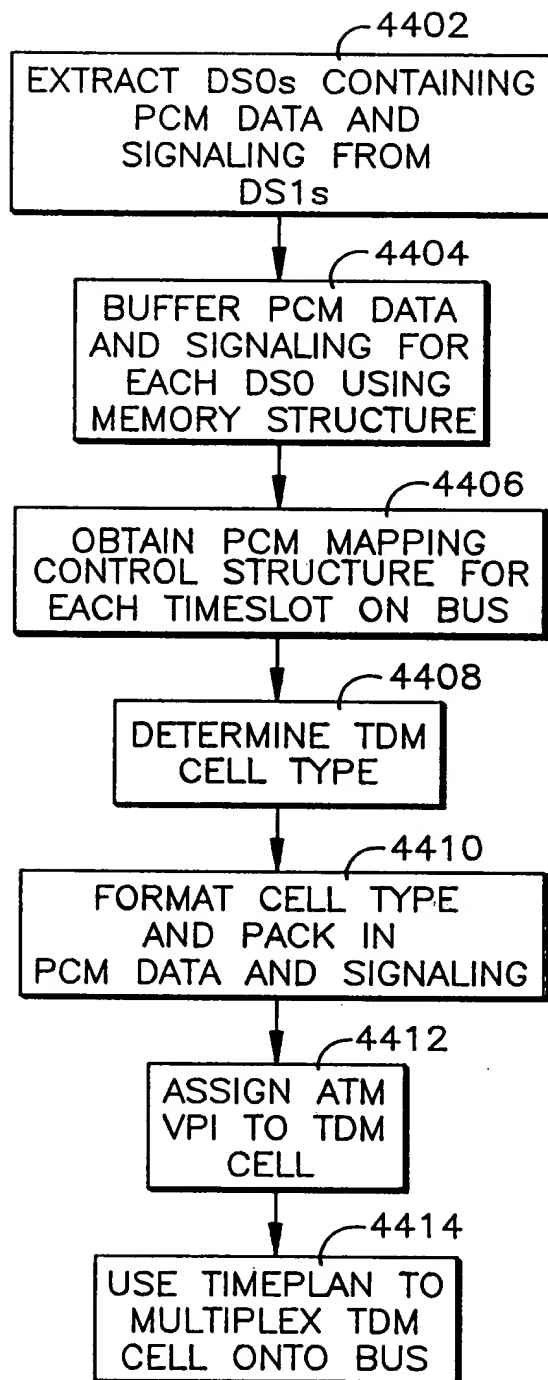 4402
EXTRACT DS0s CONTAINING
PCM DATA AND
SIGNALING FROM
DS1s
4404
BUFFER PCM DATA
AND SIGNALING FOR
EACH DS0 USING
MEMORY STRUCTURE
4406
OBTAIN PCM MAPPING
CONTROL STRUCTURE FOR
EACH TIMESLOT ON BUS
4408
DETERMINE TDM
CELL TYPE
4410
FORMAT CELL TYPE
AND PACK IN
PCM DATA AND SIGNALING
4412
ASSIGN ATM
VPI TO TDM
CELL
4414
USE TIMEPLAN TO
MULTIPLEX TDM
CELL ONTO BUS